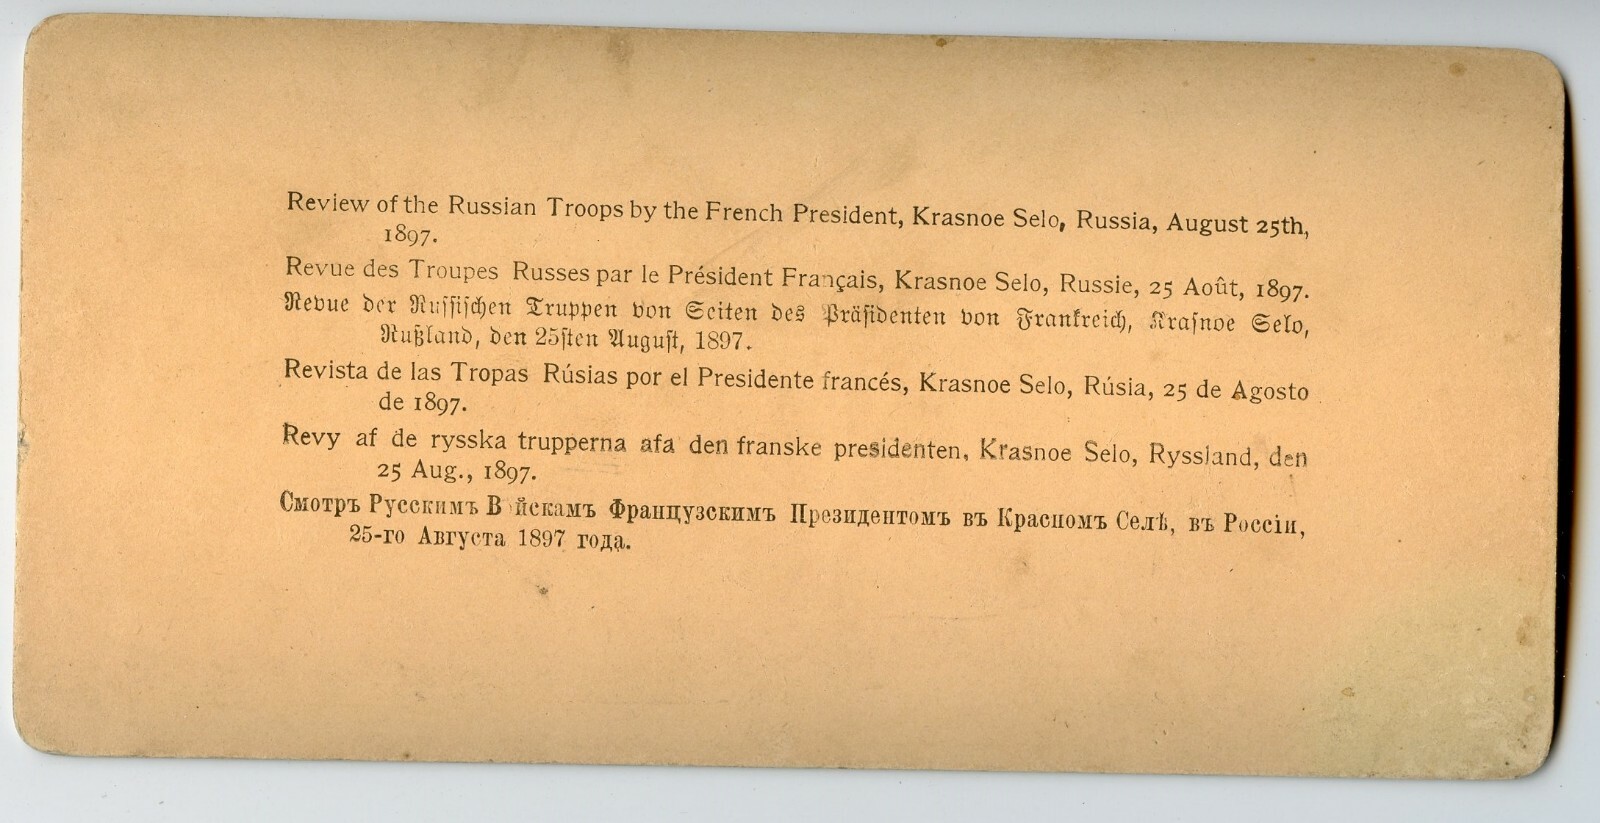 Review of the Russian Troops by the French President, Krasnoe Selo, Russia, August 25th,
1897.
Revue des Troupes Russes par le Président Français, Krasnoe Selo, Russie, 25 Août, 1897.
Revue der Russischen Truppen von Seiten des Präsidenten von Frankreich, Krasnoe Selo,
Rußland, den 25sten August, 1897.
Revista de las Tropas Rúsias por el Presidente francés, Krasnoe Selo, Rúsia, 25 de Agosto
de 1897.
Revy af de rysska trupperna afa den franske presidenten, Krasnoe Selo, Ryssland, den
25 Aug., 1897.
Смотръ Русскимъ Войскамъ Французскимъ Президентомъ въ Красномъ Селѣ, въ Россіи,
25-го Августа 1897 года.